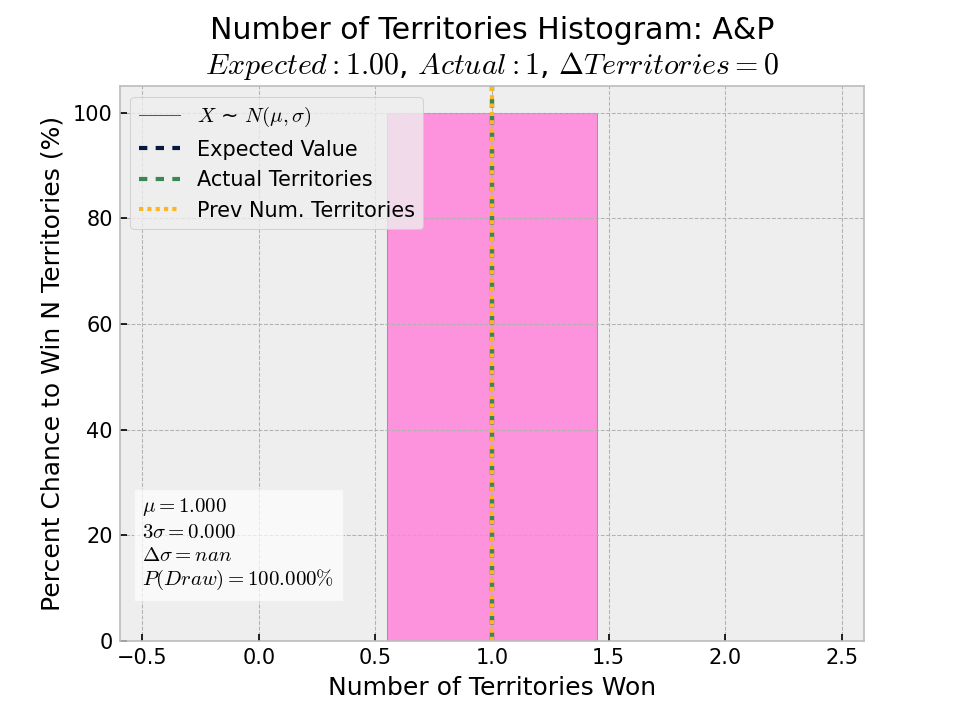 Number of Territories Histogram: A&P
Expected : 1.00, Actual : 1, ΔTerritories = 0
Percent Chance to Win N Territories (%)
100
80
60
40
20
0
X ∼ N(μ, σ)
Expected Value
Actual Territories
Prev Num. Territories
μ = 1.000
3σ = 0.000
Δσ = nan
P(Draw) = 100.000%
−0.5 0.0 0.5 1.0 1.5 2.0 2.5
Number of Territories Won